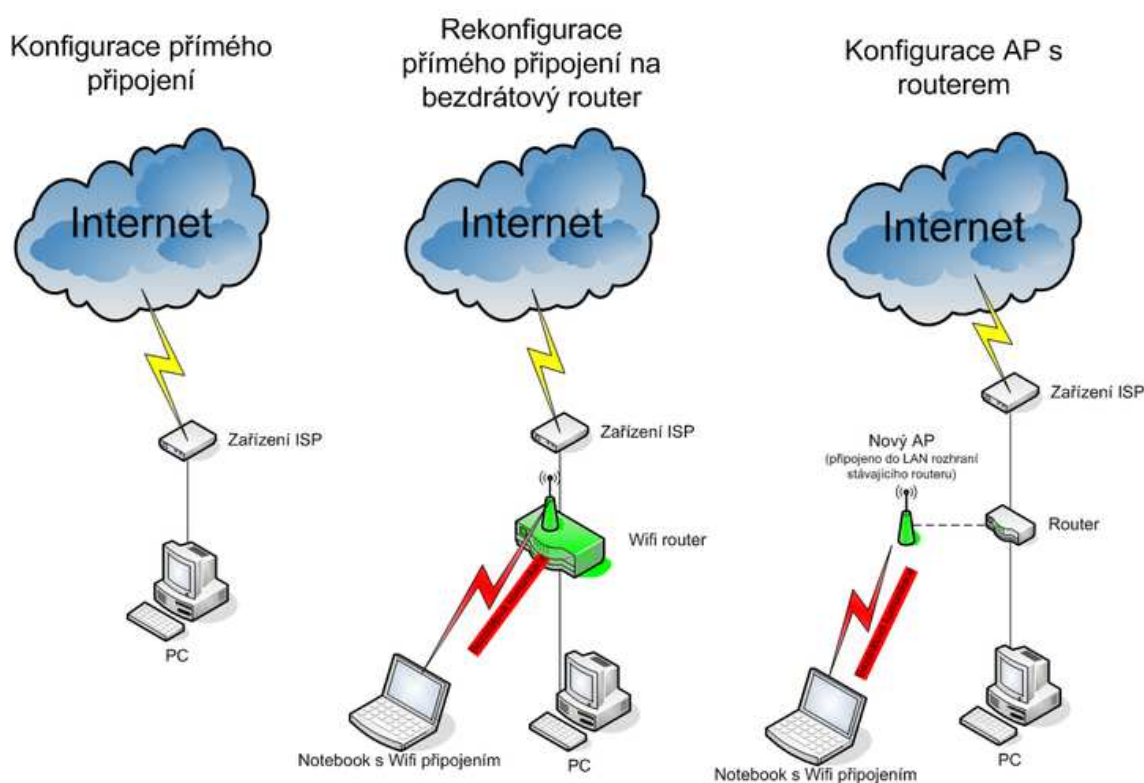 Konfigurace přímého
připojení
Internet
Zařízení ISP
PC
Rekonfigurace
přímého připojení na
bezdrátový router
Internet
Zařízení ISP
Wifi router
Notebook s Wifi připojením
PC
Konfigurace AP s
routerem
Internet
Zařízení ISP
Nový AP
(připojeno do LAN rozhraní
stávajícího routeru)
Router
Notebook s Wifi připojením
PC